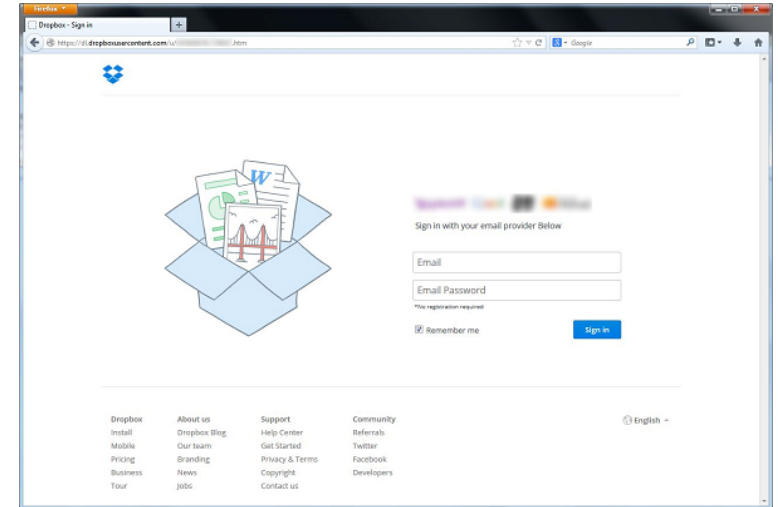 Firefox
Dropbox - Sign in
https://dl.dropboxusercontent.com/u/ .htm
Google
W
Sign in with your email provider Below
Email
Email Password
*No registration required
Remember me
Sign in
Dropbox About us Support Community English
Install Dropbox Blog Help Center Referrals
Mobile Our team Get Started Twitter
Pricing Branding Privacy & Terms Facebook
Business News Copyright Developers
Tour Jobs Contact us